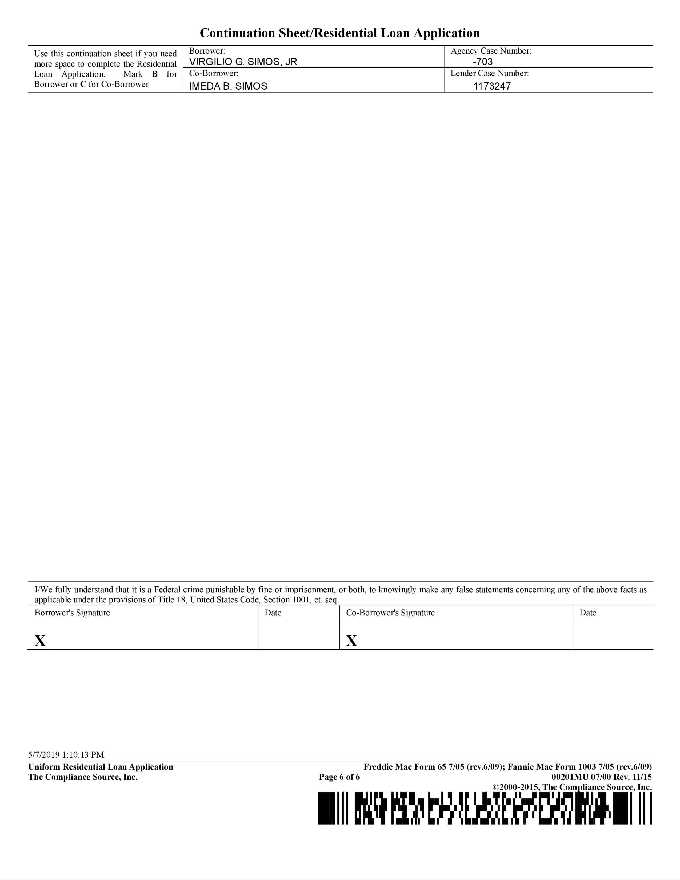 Continuation Sheet/Residential Loan Application
Use this continuation sheet if you need
more space to complete the Residential
Loan Application. Mark B for
Borrower or C for Co-Borrower
Borrower:
VIRGILIO G. SIMOS, JR
Co-Borrower:
IMEDA B. SIMOS
Agency Case Number:
-703
Lender Case Number:
1173247
I/We fully understand that it is a Federal crime punishable by fine or imprisonment, or both, to knowingly make any false statements concerning any of the above facts as
applicable under the provisions of Title 18, United States Code, Section 1001, et. seq
Borrower's Signature Date Co-Borrower's Signature Date
X X
5/7/2019 1:10:13 PM
Uniform Residential Loan Application Freddie Mac Form 65 7/05 (rev.6/09); Fannie Mae Form 1003 7/05 (rev.6/09)
The Compliance Source, Inc. Page 6 of 6 00201MU 07/00 Rev. 11/15
©2000-2015, The Compliance Source, Inc.